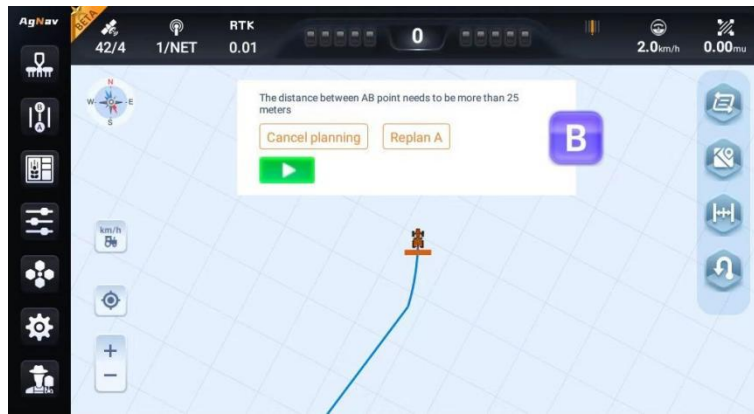 AgNav
BETA
42/4
1/NET
RTK
0.01
0
2.0km/h
0.00mu
N
W
E
S
The distance between AB point needs to be more than 25
meters
Cancel planning
Replan A
B
B
A
km/h
+
−